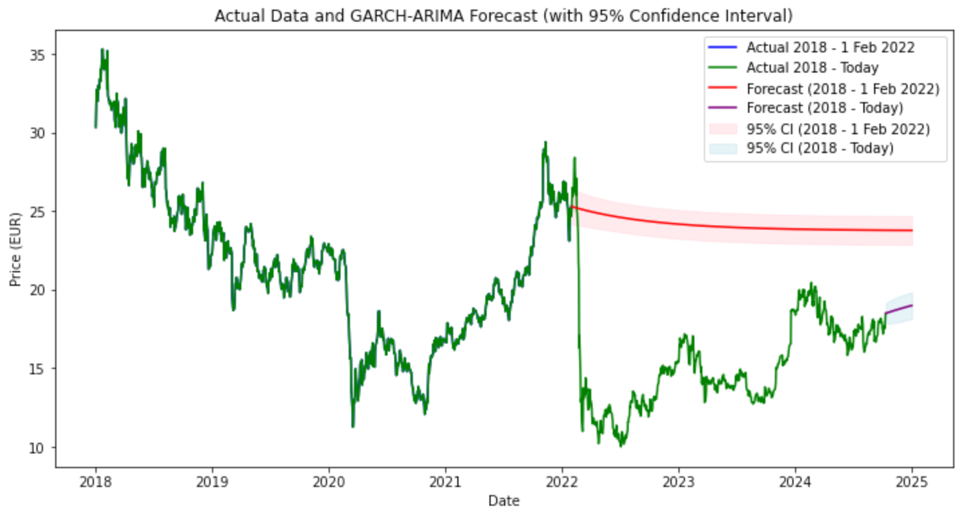 Actual Data and GARCH-ARIMA Forecast (with 95% Confidence Interval)
Actual 2018 - 1 Feb 2022
Actual 2018 - Today
Forecast (2018 - 1 Feb 2022)
Forecast (2018 - Today)
95% CI (2018 - 1 Feb 2022)
95% CI (2018 - Today)
Price (EUR)
35
30
25
20
15
10
2018 2019 2020 2021 2022 2023 2024 2025
Date